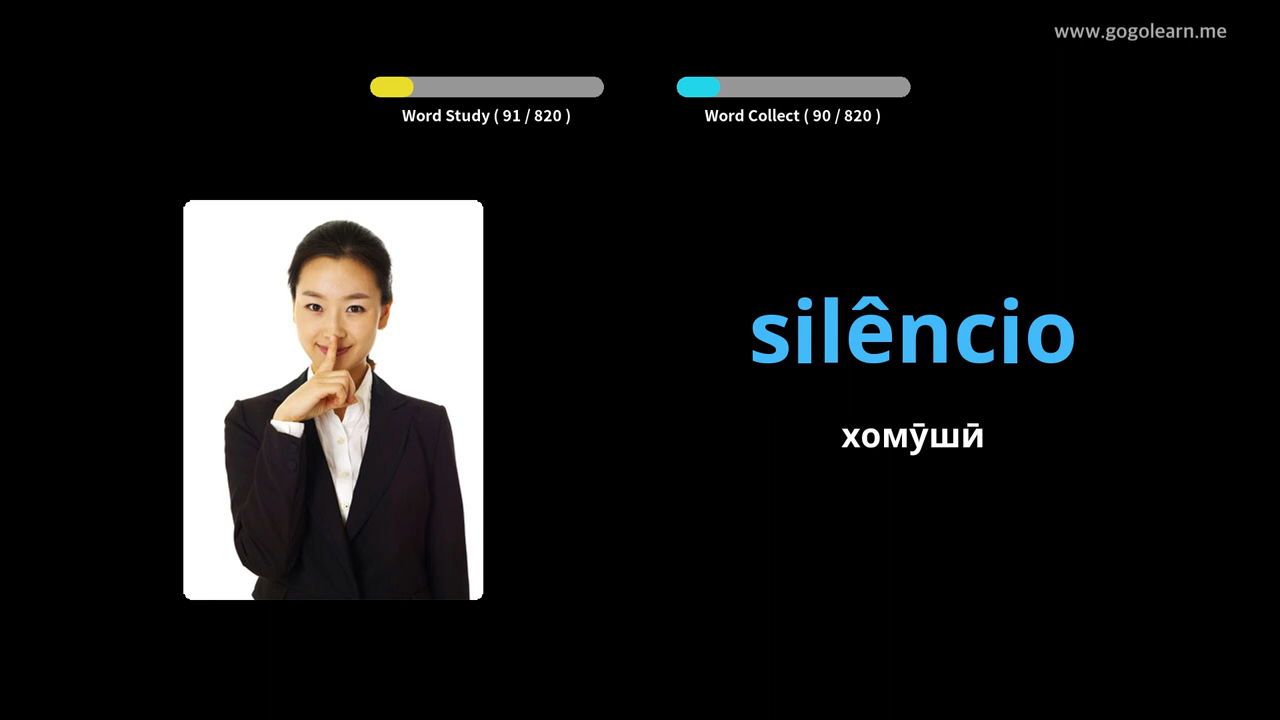 www.gogolearn.me
Word Study ( 91 / 820 )
Word Collect ( 90 / 820 )
silêncio
хомӯшӣ